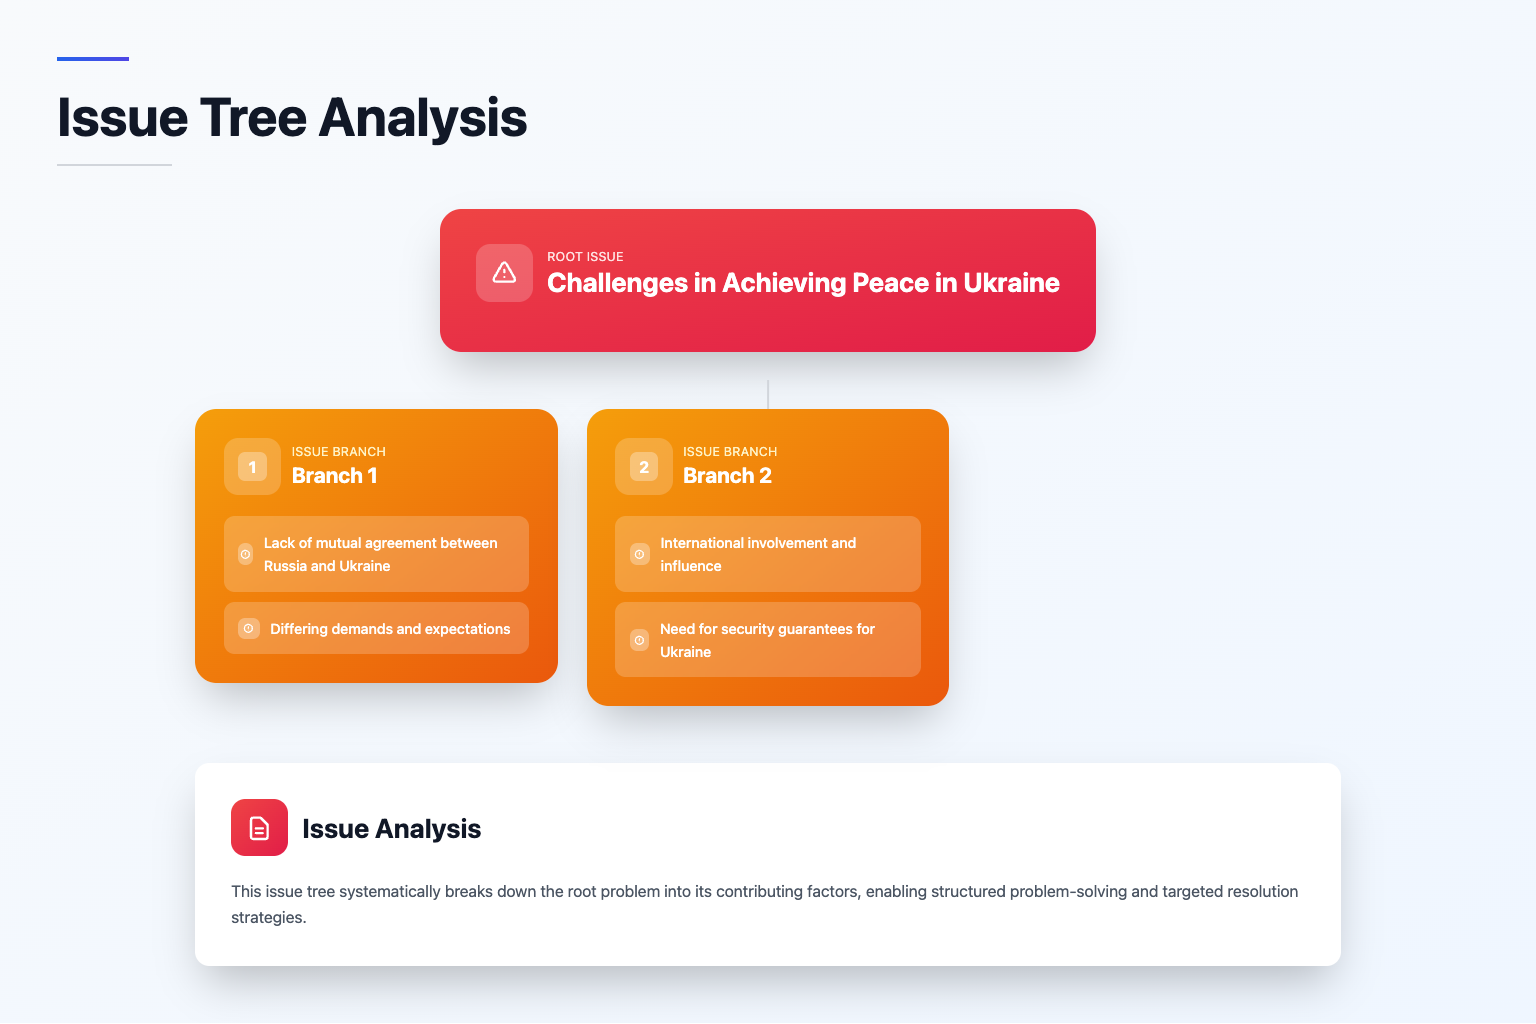 Issue Tree Analysis
ROOT ISSUE
Challenges in Achieving Peace in Ukraine
1
ISSUE BRANCH
Branch 1
Lack of mutual agreement between
Russia and Ukraine
Differing demands and expectations
2
ISSUE BRANCH
Branch 2
International involvement and
influence
Need for security guarantees for
Ukraine
Issue Analysis
This issue tree systematically breaks down the root problem into its contributing factors, enabling structured problem-solving and targeted resolution
strategies.